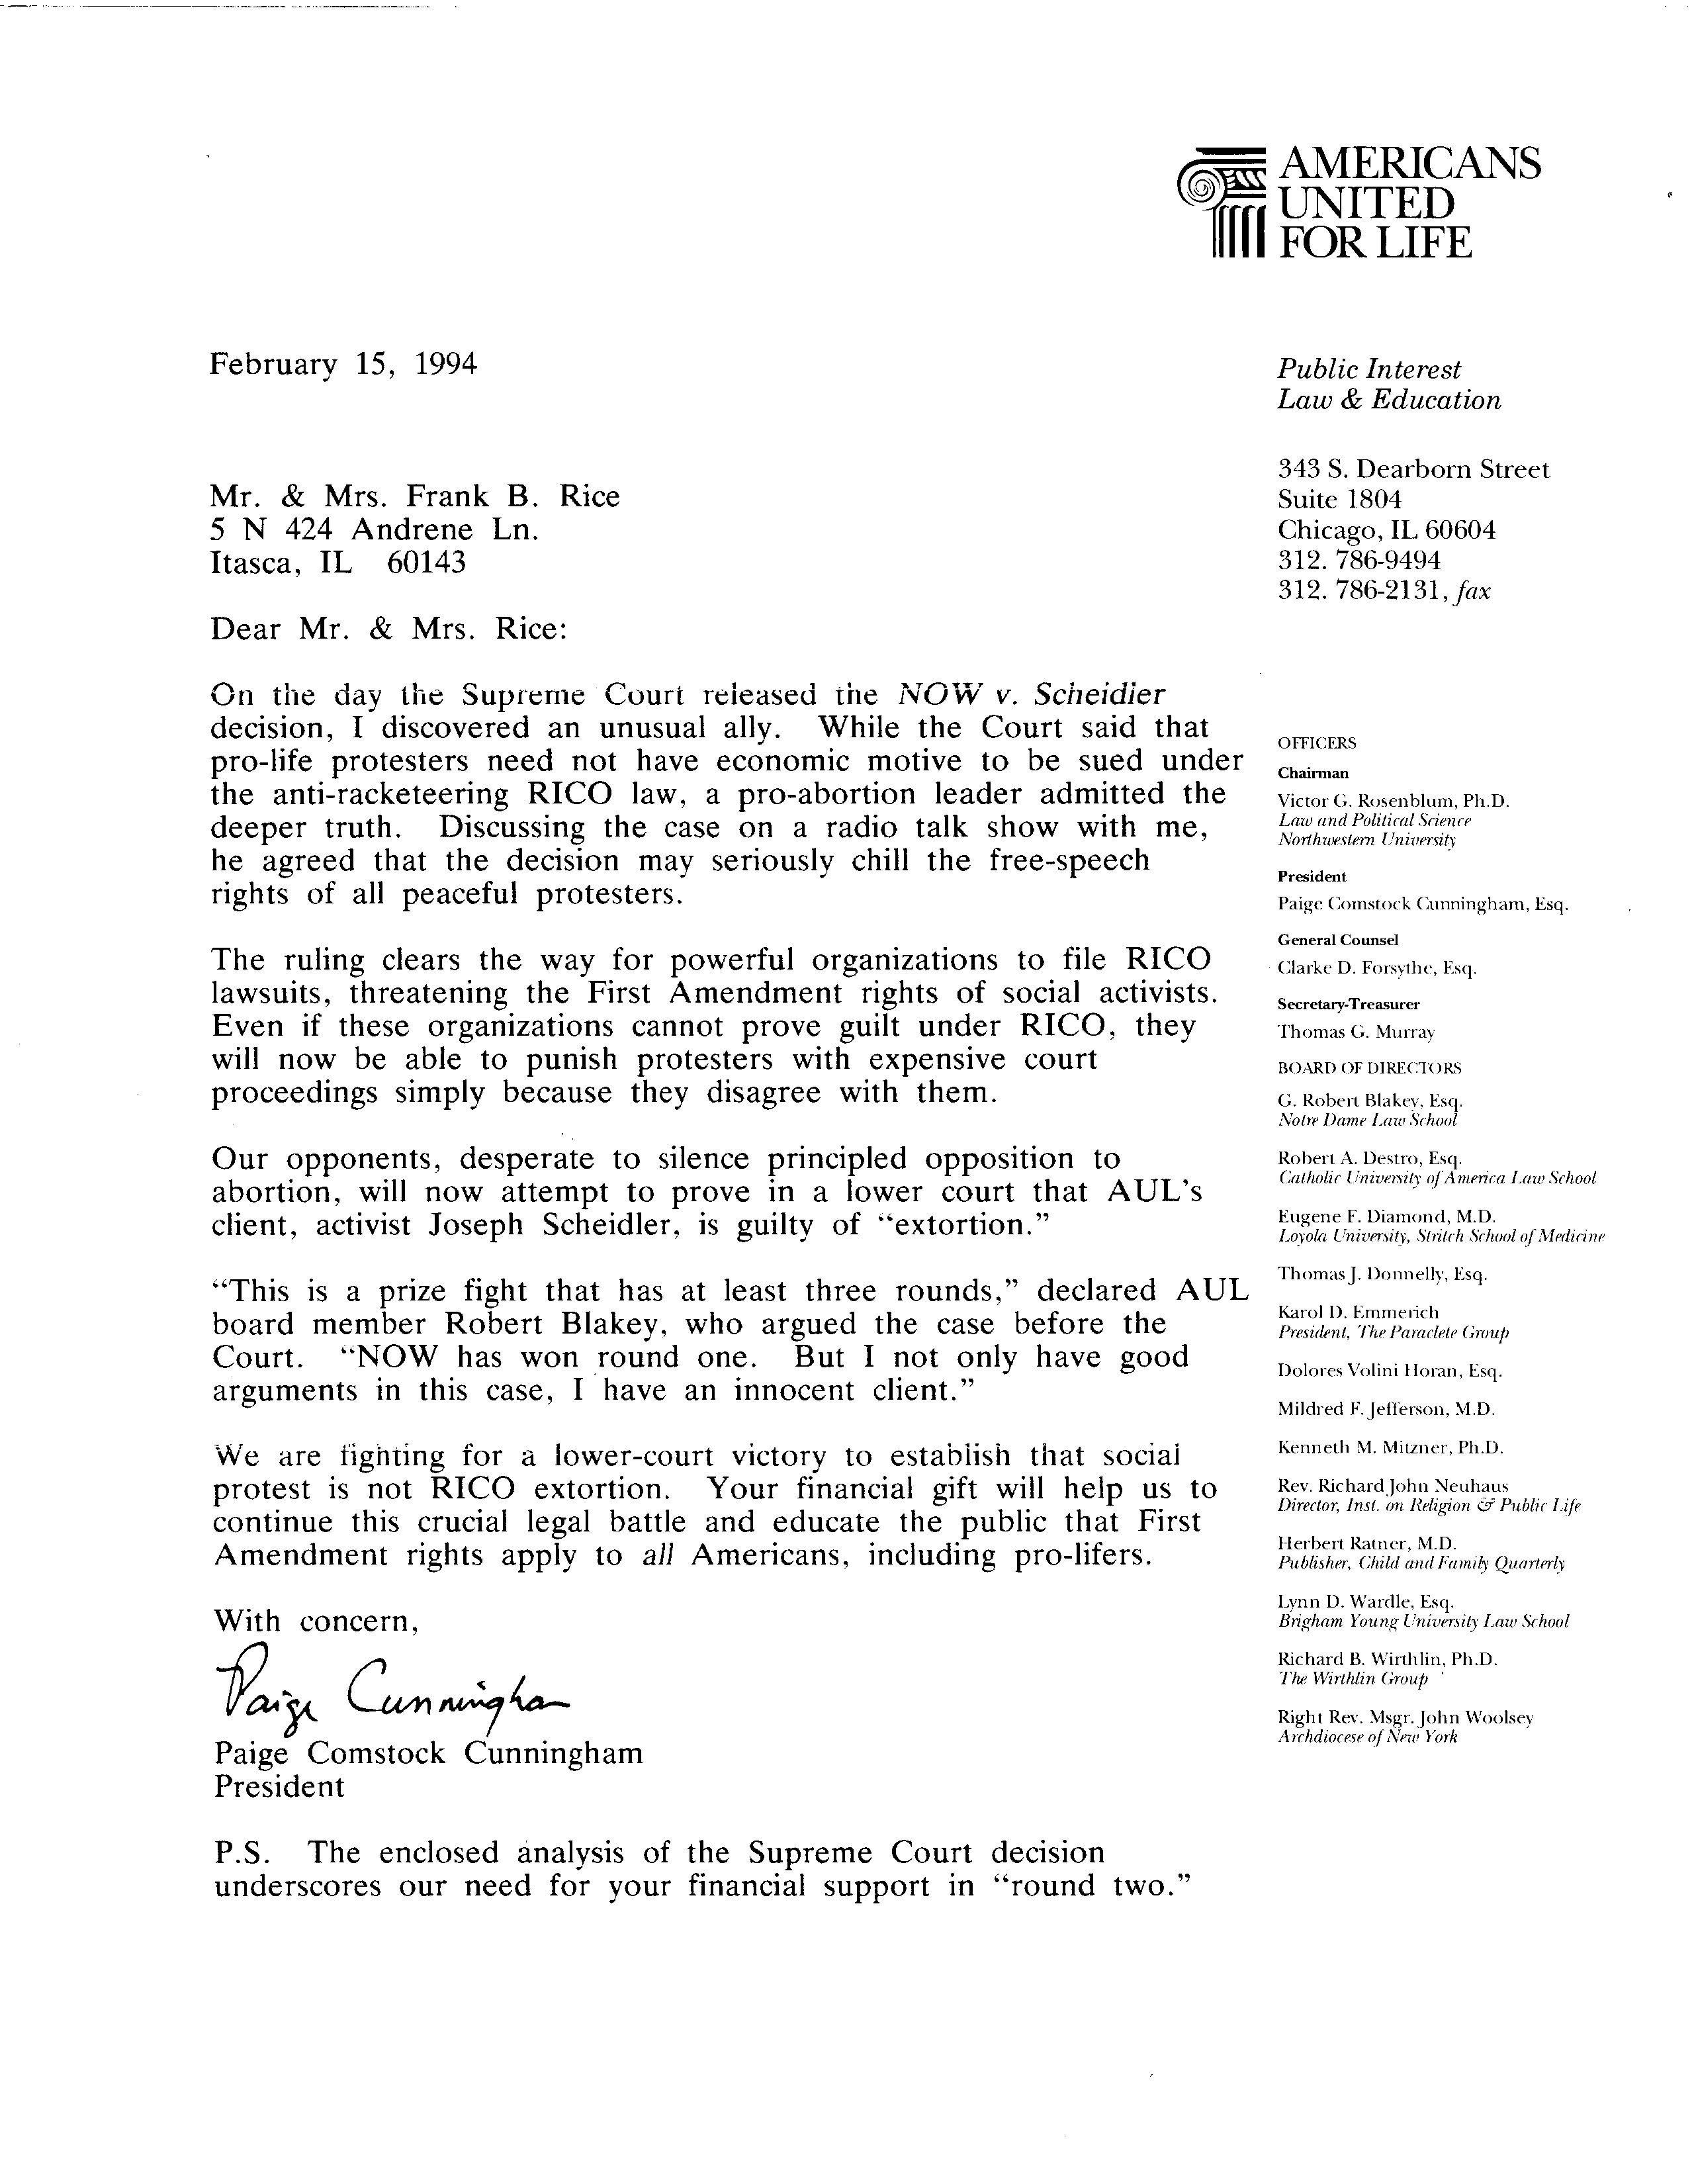 AMERICANS
UNITED
FOR LIFE
February 15, 1994
Public Interest
Law & Education
343 S. Dearborn Street
Suite 1804
Chicago, IL 60604
312. 786-9494
312. 786-2131, fax
Mr. & Mrs. Frank B. Rice
5 N 424 Andrene Ln.
Itasca, IL 60143
Dear Mr. & Mrs. Rice:
On the day the Supreme Court released the NOW v. Scheidler
decision, I discovered an unusual ally. While the Court said that
pro-life protesters need not have economic motive to be sued under
the anti-racketeering RICO law, a pro-abortion leader admitted the
deeper truth. Discussing the case on a radio talk show with me,
he agreed that the decision may seriously chill the free-speech
rights of all peaceful protesters.
The ruling clears the way for powerful organizations to file RICO
lawsuits, threatening the First Amendment rights of social activists.
Even if these organizations cannot prove guilt under RICO, they
will now be able to punish protesters with expensive court
proceedings simply because they disagree with them.
Our opponents, desperate to silence principled opposition to
abortion, will now attempt to prove in a lower court that AUL's
client, activist Joseph Scheidler, is guilty of “extortion.”
“This is a prize fight that has at least three rounds,” declared AUL
board member Robert Blakey, who argued the case before the
Court. “NOW has won round one. But I not only have good
arguments in this case, I have an innocent client.”
We are fighting for a lower-court victory to establish that social
protest is not RICO extortion. Your financial gift will help us to
continue this crucial legal battle and educate the public that First
Amendment rights apply to all Americans, including pro-lifers.
With concern,
Paige Cunningham
Paige Comstock Cunningham
President
P.S. The enclosed analysis of the Supreme Court decision
underscores our need for your financial support in “round two.”
OFFICERS
Chairman
Victor G. Rosenblum, Ph.D.
Law and Political Science
Northwestern University
President
Paige Comstock Cunningham, Esq.
General Counsel
Clarke D. Forsythe, Esq.
Secretary-Treasurer
Thomas G. Murray
BOARD OF DIRECTORS
G. Robert Blakey, Esq.
Notre Dame Law School
Robert A. Destro, Esq.
Catholic University of America Law School
Eugene F. Diamond, M.D.
Loyola University, Stritch School of Medicine
Thomas J. Donnelly, Esq.
Karol D. Emmerich
President, The Paraclete Group
Dolores Volini Horan, Esq.
Mildred F. Jefferson, M.D.
Kenneth M. Mitzner, Ph.D.
Rev. Richard John Neuhaus
Director, Inst. on Religion & Public Life
Herbert Ratner, M.D.
Publisher, Child and Family Quarterly
Lynn D. Wardle, Esq.
Brigham Young University Law School
Richard B. Wirthlin, Ph.D.
The Wirthlin Group
Right Rev. Msgr. John Woolsey
Archdiocese of New York